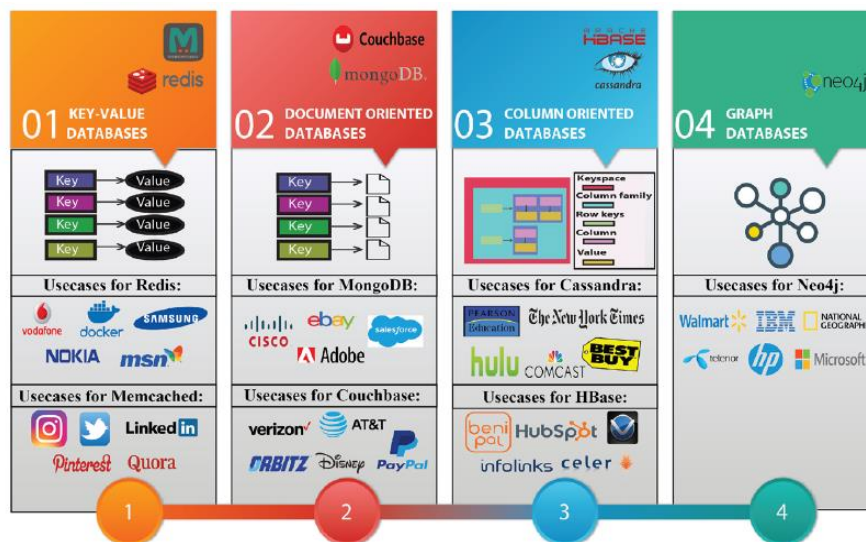 redis
01 KEY-VALUE
DATABASES
Key Value
Key Value
Key Value
Key Value
Usecases for Redis:
vodafone
docker
SAMSUNG
NOKIA
msn
Usecases for Memcached:
LinkedIn
Pinterest
Quora
1
Couchbase
mongoDB
02 DOCUMENT ORIENTED
DATABASES
Key
Key
Key
Key
Usecases for MongoDB:
CISCO
ebay
salesforce
Adobe
Usecases for Couchbase:
verizon
AT&T
ORBITZ
Disney
PayPal
2
APACHE
HBASE
cassandra
03 COLUMN ORIENTED
DATABASES
Keyspace
Column family
Row keys
Column
Value
Usecases for Cassandra:
PEARSON
Education
The New York Times
hulu
COMCAST
BEST
BUY
Usecases for HBase:
beni
pal
HubSpot
infolinks
celer
3
neo4j
04 GRAPH
DATABASES
Usecases for Neo4j:
Walmart
IBM
NATIONAL
GEOGRAPH
telenor
hp
Microsoft
4